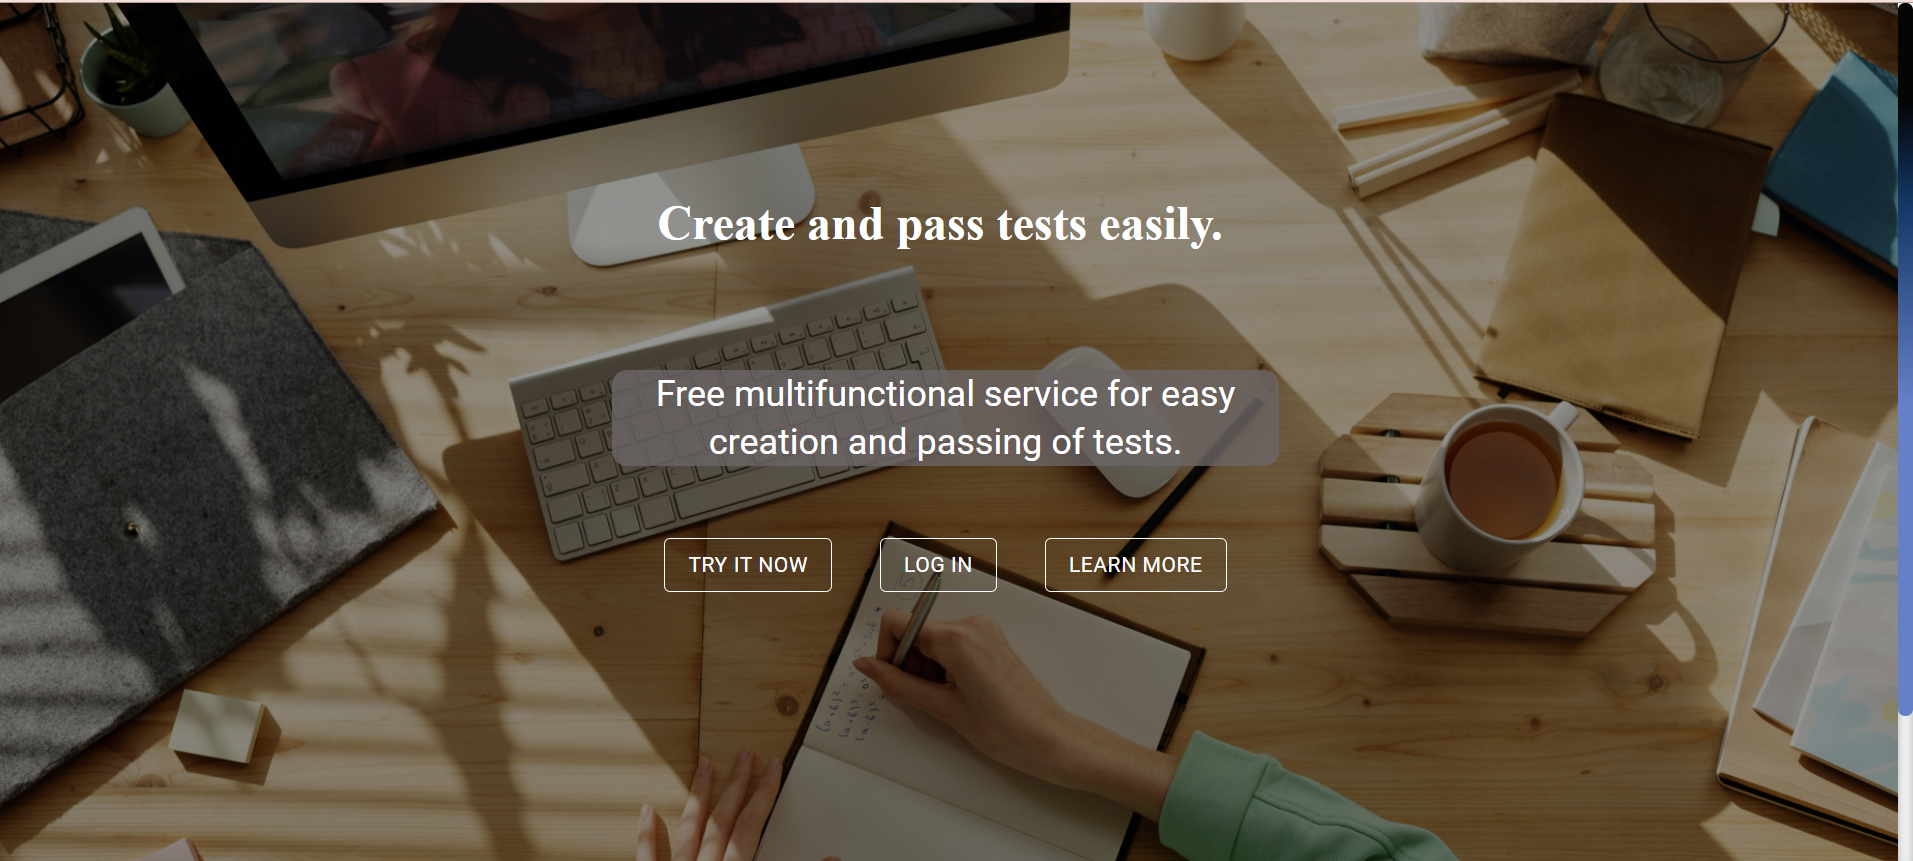 Create and pass tests easily.
Free multifunctional service for easy
creation and passing of tests.
TRY IT NOW
LOG IN
LEARN MORE